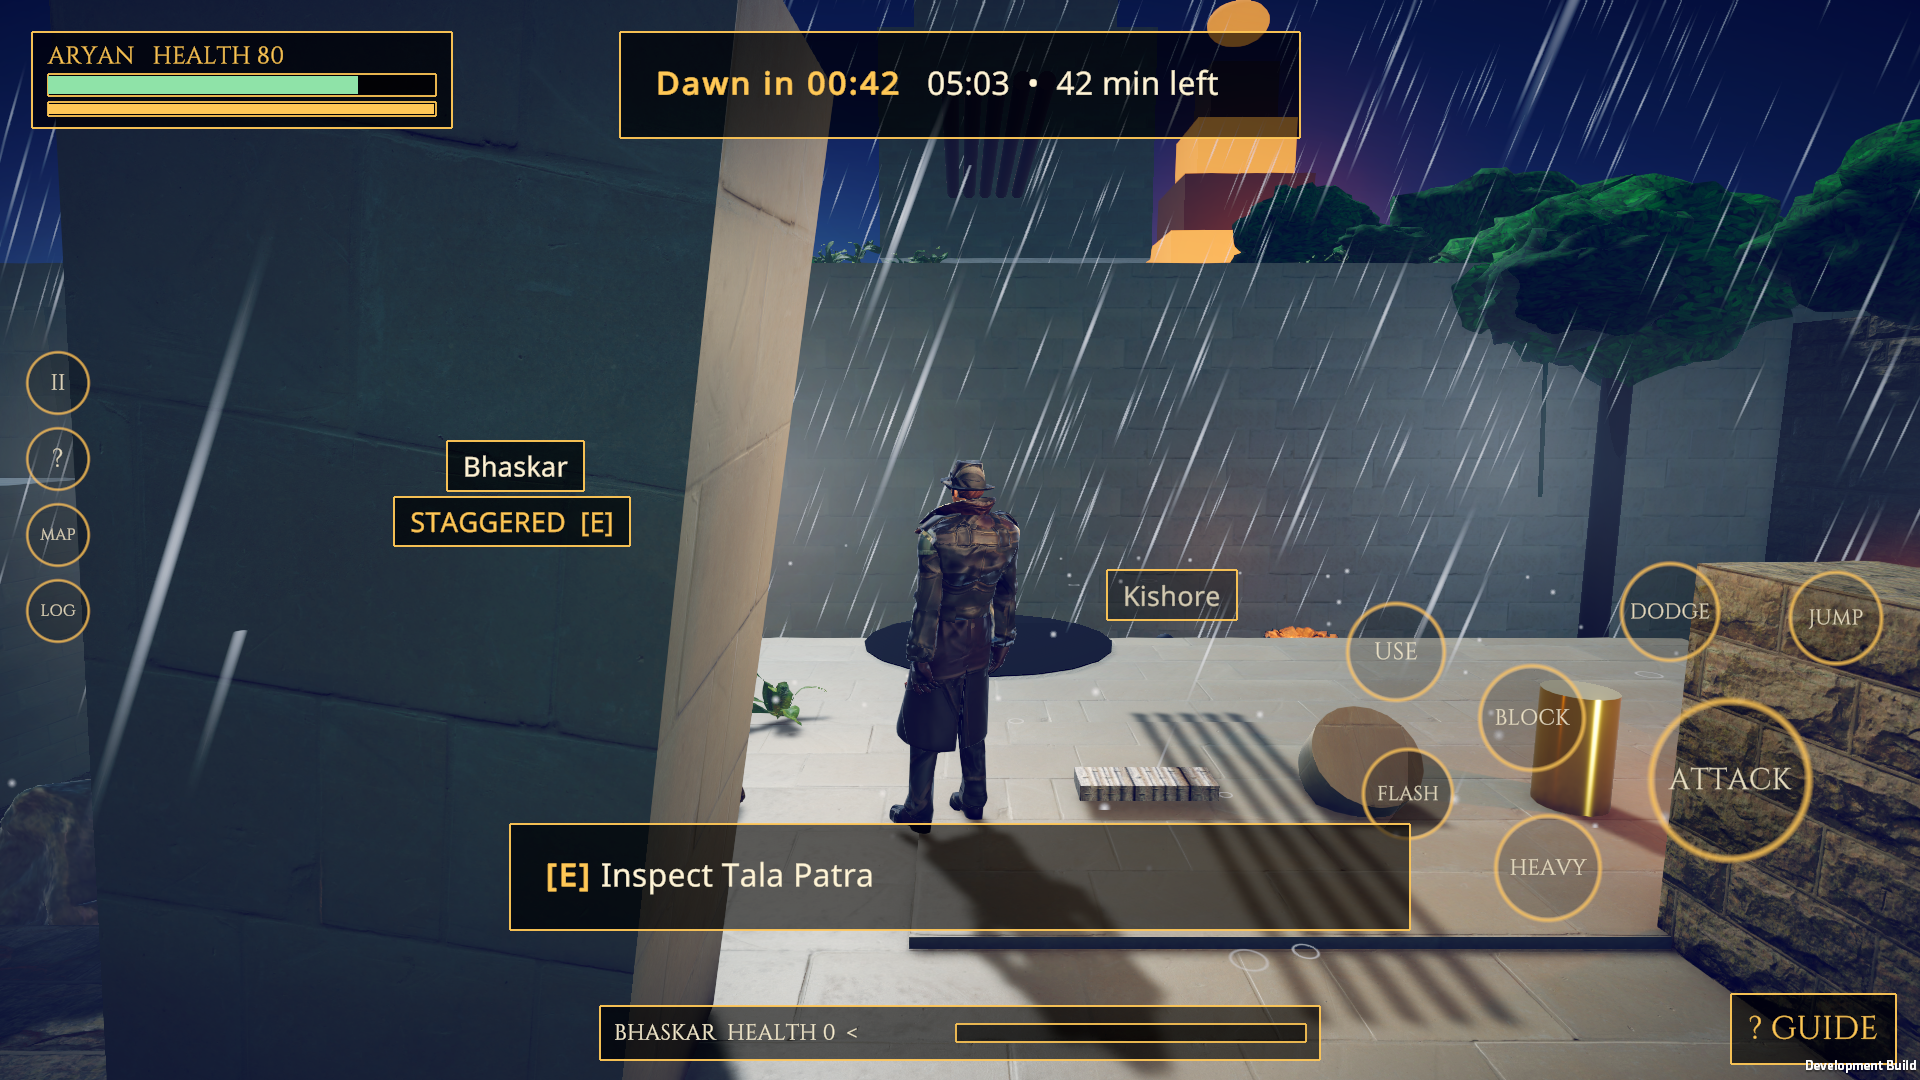 ARYAN HEALTH 80
Dawn in 00:42 05:03 • 42 min left
II
?
MAP
LOG
Bhaskar
STAGGERED [E]
Kishore
USE
DODGE
JUMP
BLOCK
FLASH
ATTACK
HEAVY
[E] Inspect Tala Patra
BHASKAR HEALTH 0 <
? GUIDE
Development Build